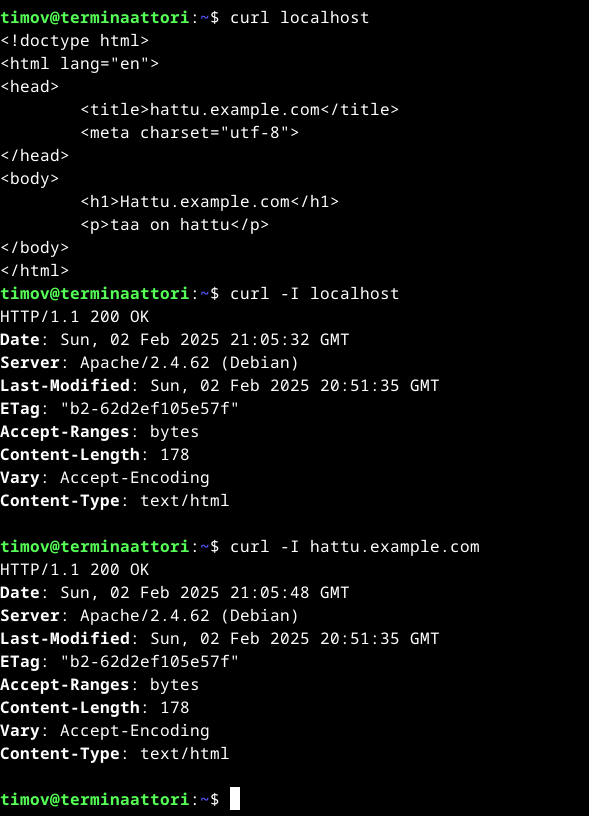 timov@terminaattori:~$ curl localhost
<!doctype html>
<html lang="en">
<head>
        <title>hattu.example.com</title>
        <meta charset="utf-8">
</head>
<body>
        <h1>Hattu.example.com</h1>
        <p>taa on hattu</p>
</body>
</html>
timov@terminaattori:~$ curl -I localhost
HTTP/1.1 200 OK
Date: Sun, 02 Feb 2025 21:05:32 GMT
Server: Apache/2.4.62 (Debian)
Last-Modified: Sun, 02 Feb 2025 20:51:35 GMT
ETag: "b2-62d2ef105e57f"
Accept-Ranges: bytes
Content-Length: 178
Vary: Accept-Encoding
Content-Type: text/html

timov@terminaattori:~$ curl -I hattu.example.com
HTTP/1.1 200 OK
Date: Sun, 02 Feb 2025 21:05:48 GMT
Server: Apache/2.4.62 (Debian)
Last-Modified: Sun, 02 Feb 2025 20:51:35 GMT
ETag: "b2-62d2ef105e57f"
Accept-Ranges: bytes
Content-Length: 178
Vary: Accept-Encoding
Content-Type: text/html

timov@terminaattori:~$